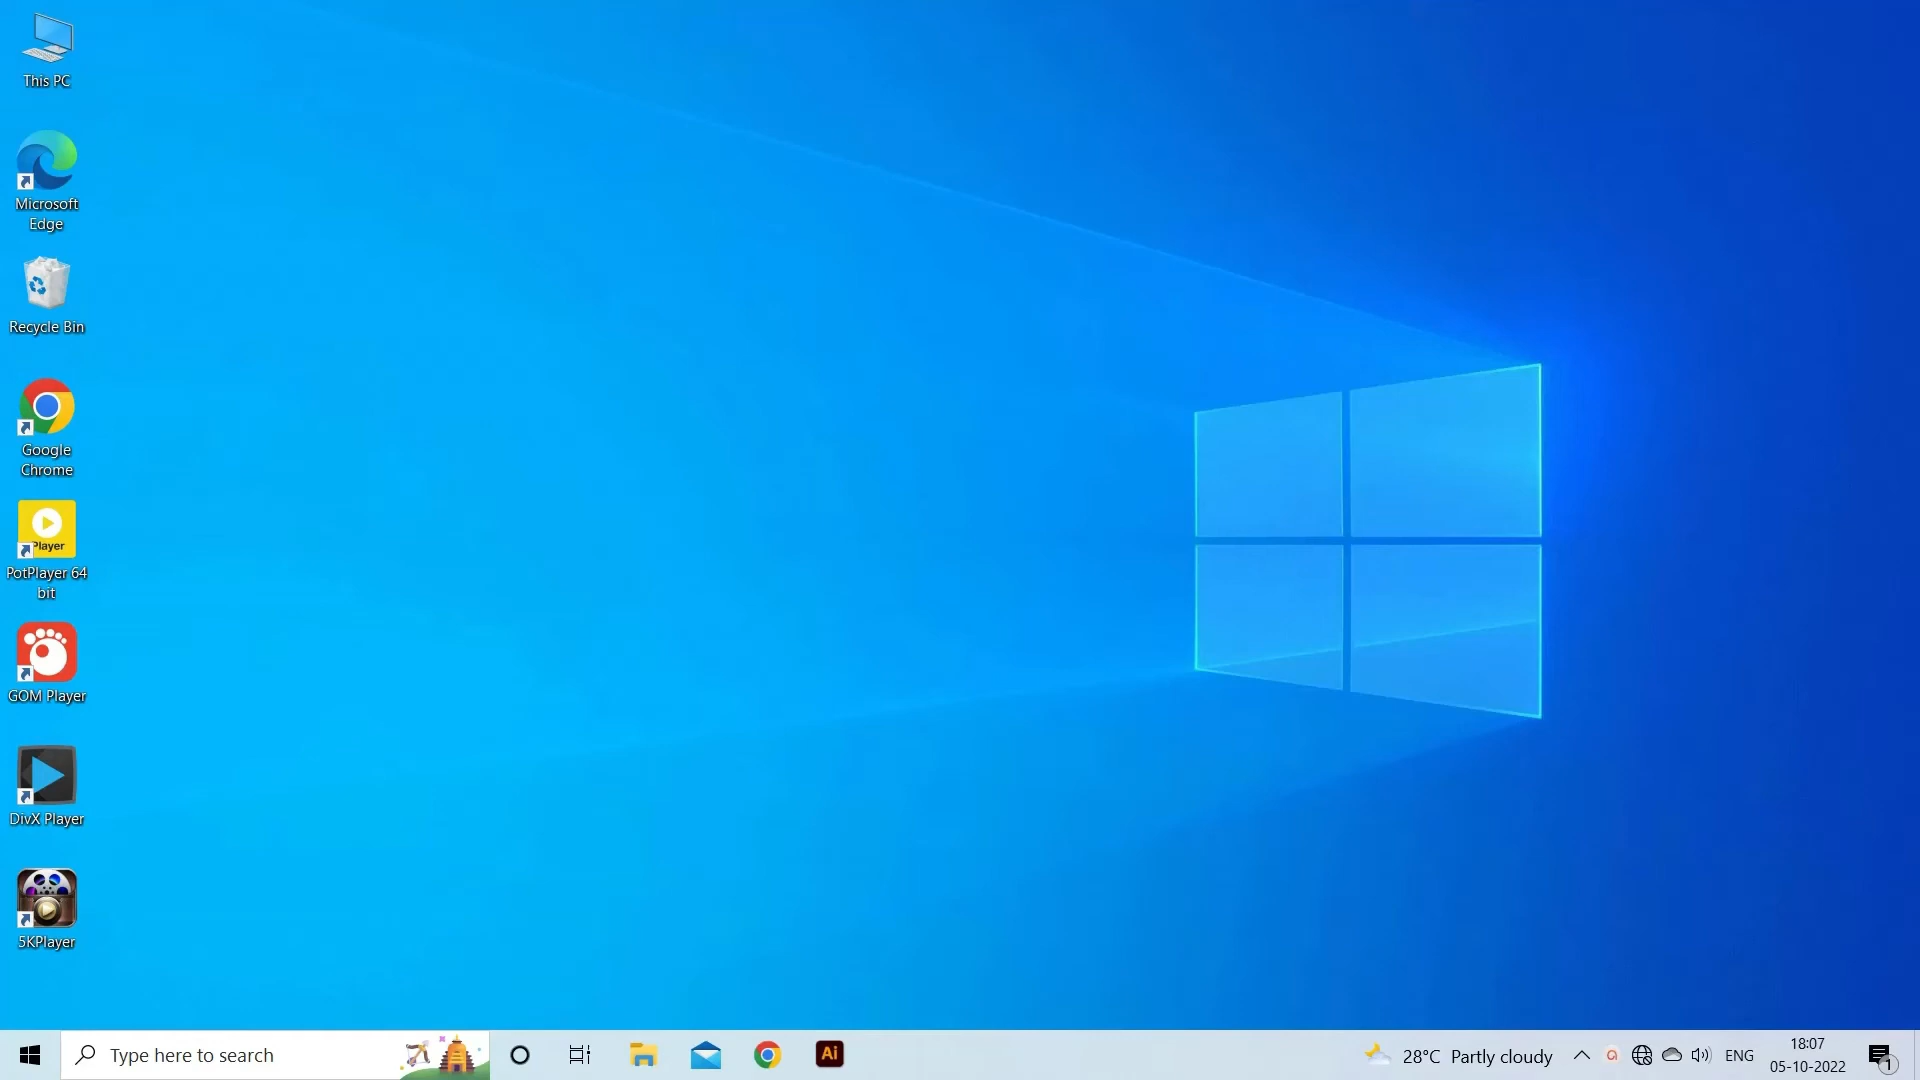 This PC
Microsoft
Edge
Recycle Bin
Google
Chrome
Player
PotPlayer 64
bit
GOM Player
DivX Player
5KPlayer
Type here to search
Ai
28°C Partly cloudy
ENG
18:07
05-10-2022
1